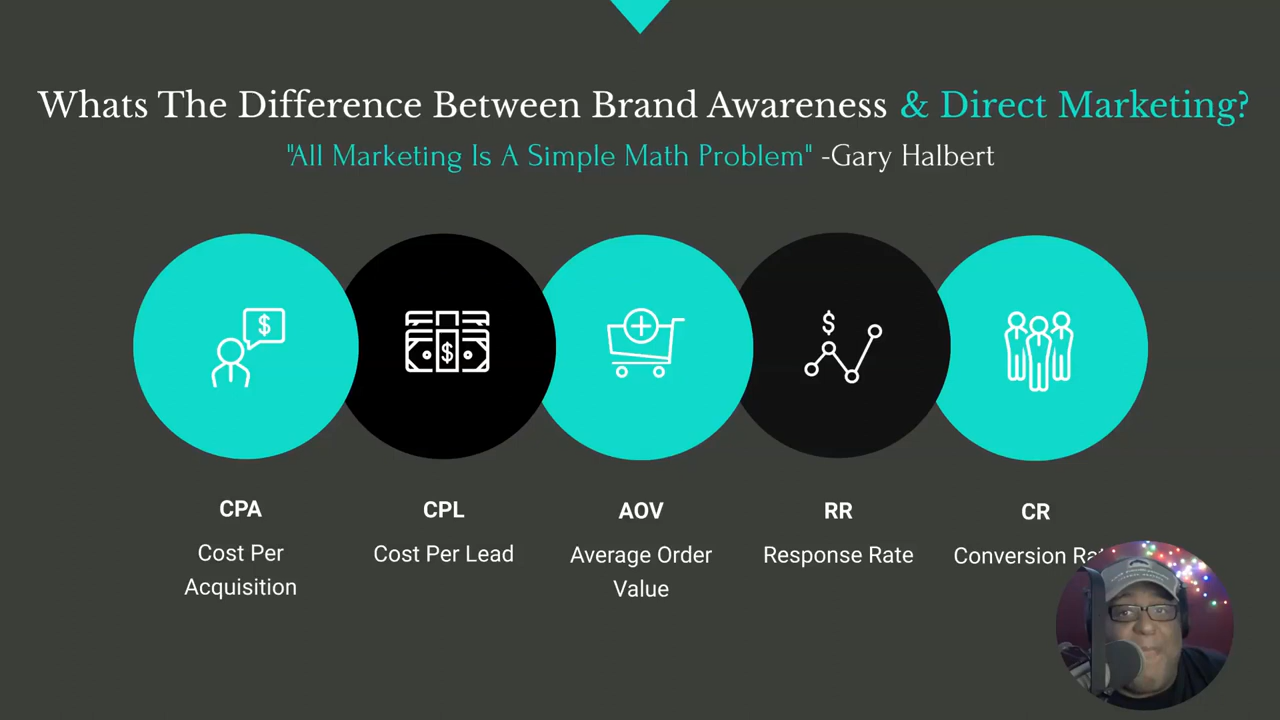 Whats The Difference Between Brand Awareness & Direct Marketing?
"All Marketing Is A Simple Math Problem" -Gary Halbert
$
$
$
CPA
CPL
AOV
RR
CR
Cost Per
Acquisition
Cost Per Lead
Average Order
Value
Response Rate
Conversion